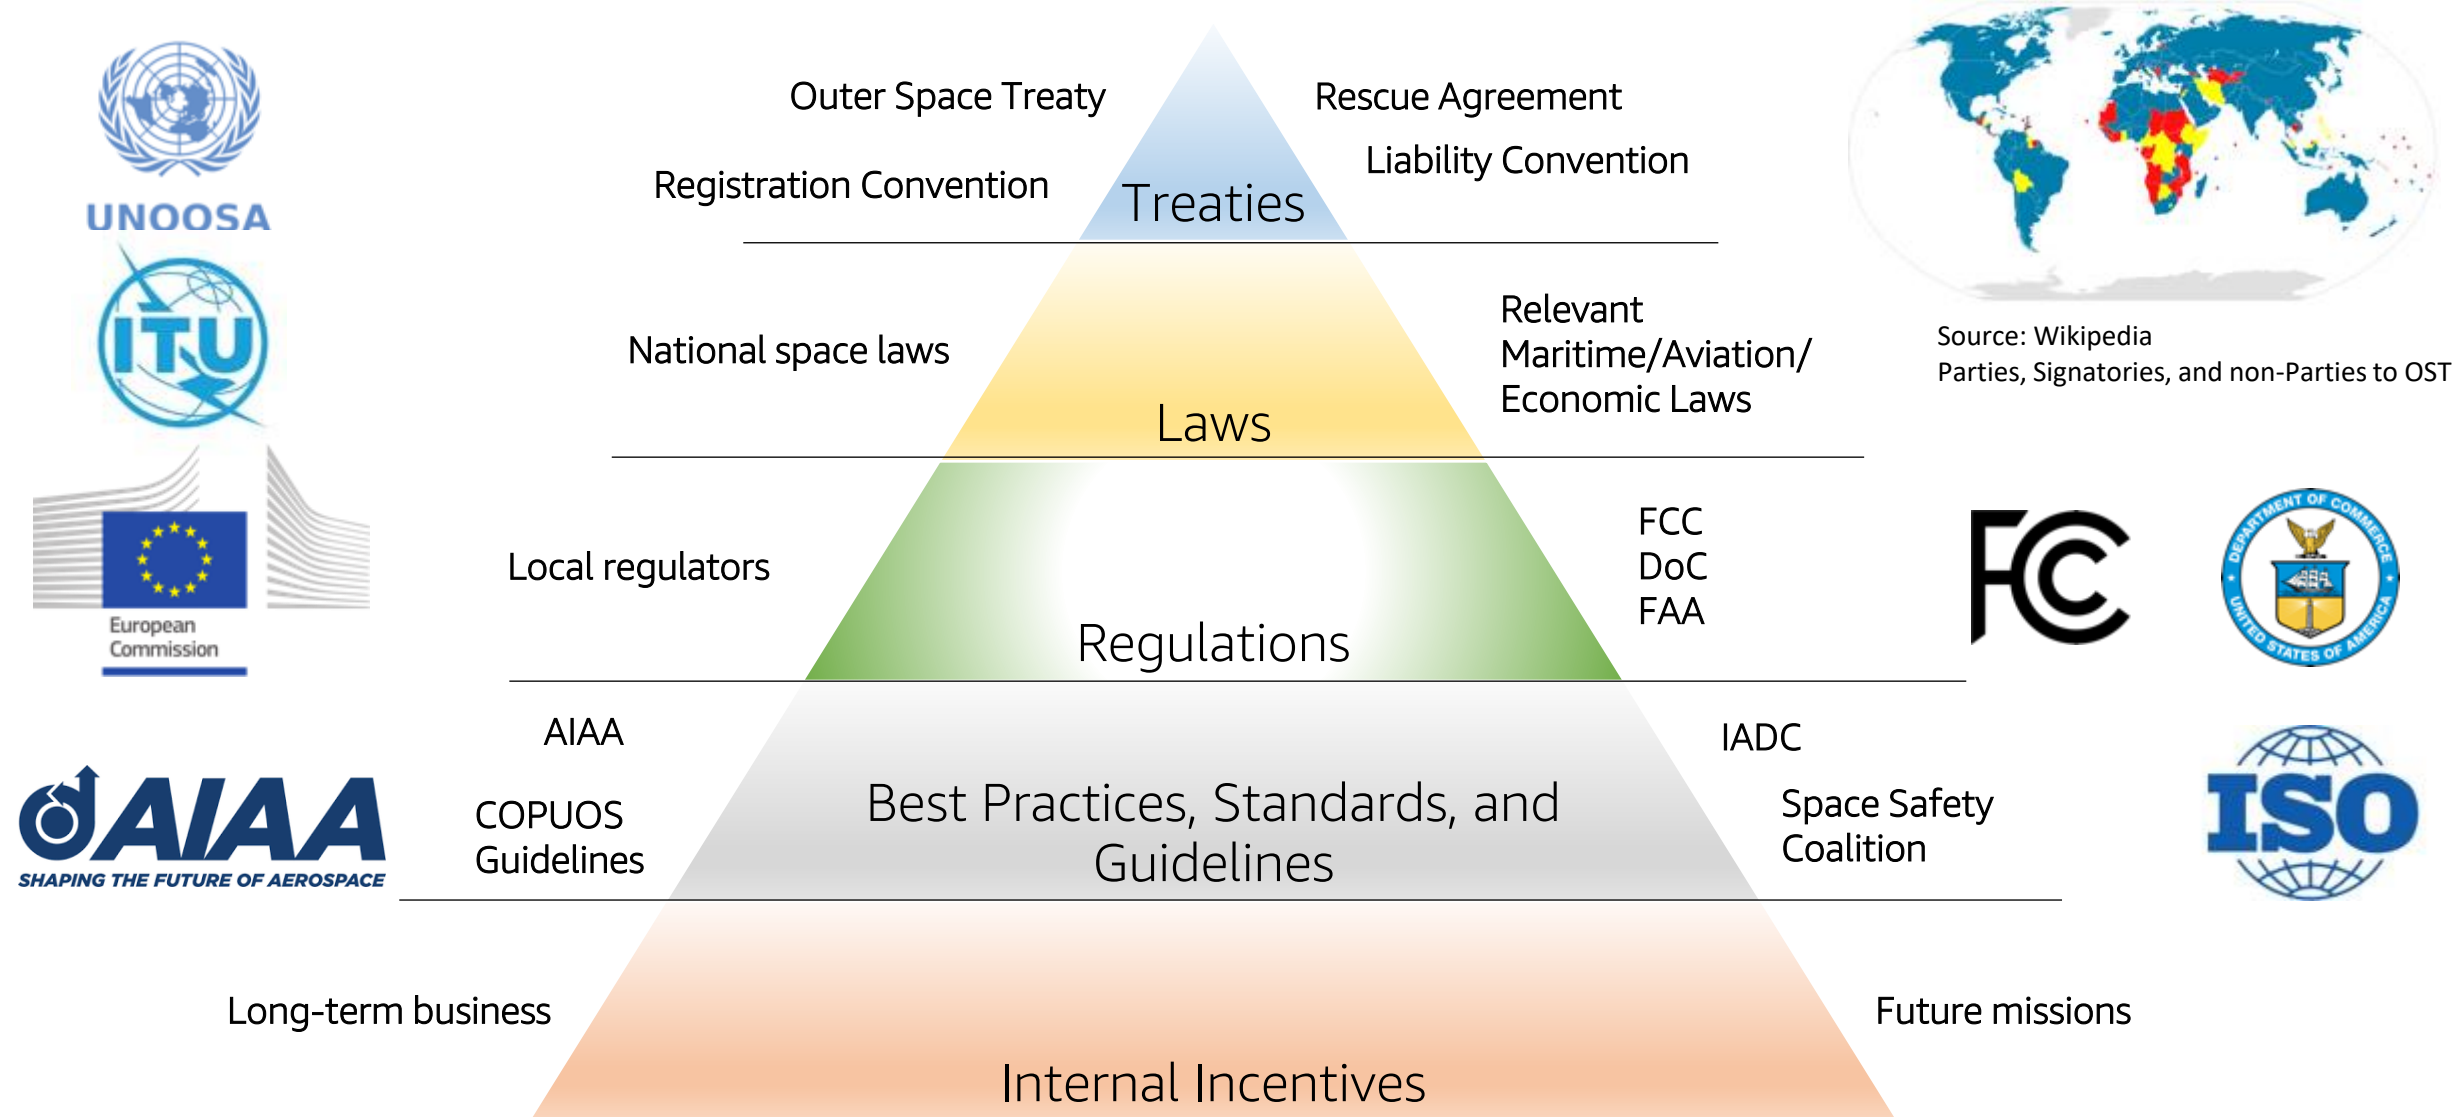 UNOOSA
ITU
European
Commission
AIAA
SHAPING THE FUTURE OF AEROSPACE
Outer Space Treaty
Registration Convention
Rescue Agreement
Liability Convention
Treaties
National space laws
Relevant
Maritime/Aviation/
Economic Laws
Laws
Local regulators
FCC
DoC
FAA
Regulations
AIAA
COPUOS
Guidelines
IADC
Space Safety
Coalition
Best Practices, Standards, and
Guidelines
Long-term business
Future missions
Internal Incentives
Source: Wikipedia
Parties, Signatories, and non-Parties to OST
FCC
DEPARTMENT OF COMMERCE
UNITED STATES OF AMERICA
ISO